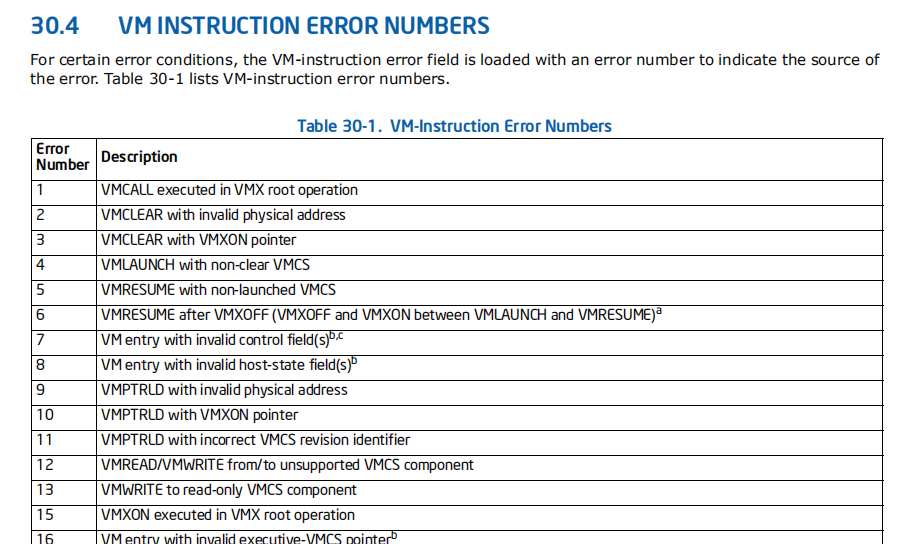 30.4 VM INSTRUCTION ERROR NUMBERS
For certain error conditions, the VM-instruction error field is loaded with an error number to indicate the source of
the error. Table 30-1 lists VM-instruction error numbers.
Table 30-1. VM-Instruction Error Numbers
Error Number Description
1 VMCALL executed in VMX root operation
2 VMCLEAR with invalid physical address
3 VMCLEAR with VMXON pointer
4 VMLAUNCH with non-clear VMCS
5 VMRESUME with non-launched VMCS
6 VMRESUME after VMXOFF (VMXOFF and VMXON between VMLAUNCH and VMRESUME)a
7 VM entry with invalid control field(s)b,c
8 VM entry with invalid host-state field(s)b
9 VMPTRLD with invalid physical address
10 VMPTRLD with VMXON pointer
11 VMPTRLD with incorrect VMCS revision identifier
12 VMREAD/VMWRITE from/to unsupported VMCS component
13 VMWRITE to read-only VMCS component
15 VMXON executed in VMX root operation
16 VM entry with invalid executive-VMCS pointerb